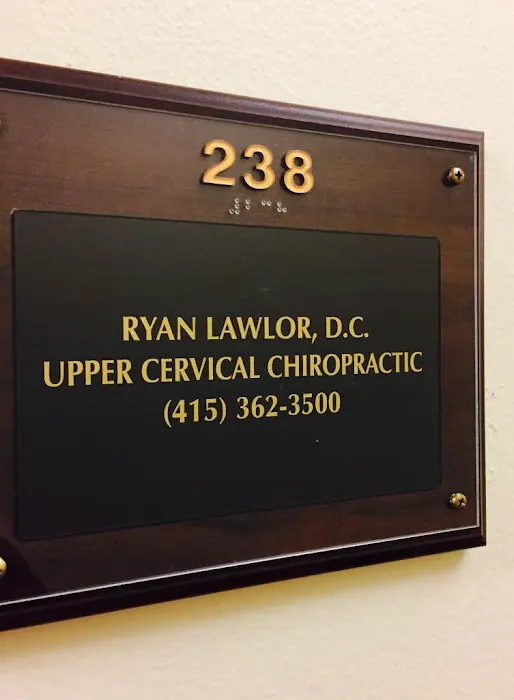 238
RYAN LAWLOR, D.C.
UPPER CERVICAL CHIROPRACTIC
(415) 362-3500